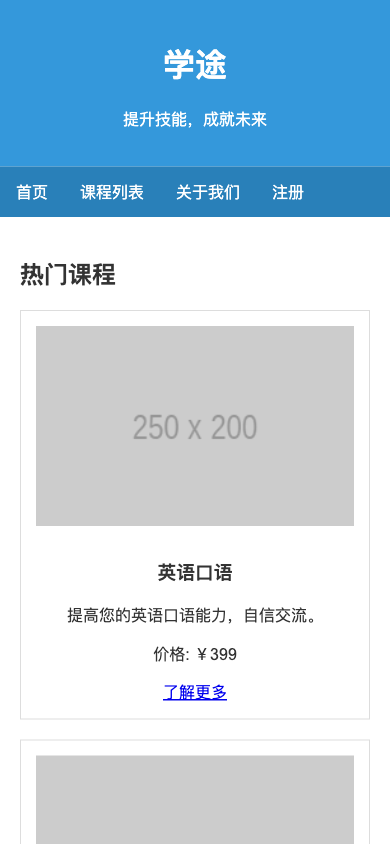 学途
提升技能，成就未来
首页 课程列表 关于我们 注册
热门课程
250 x 200
英语口语
提高您的英语口语能力，自信交流。
价格: ￥399
了解更多